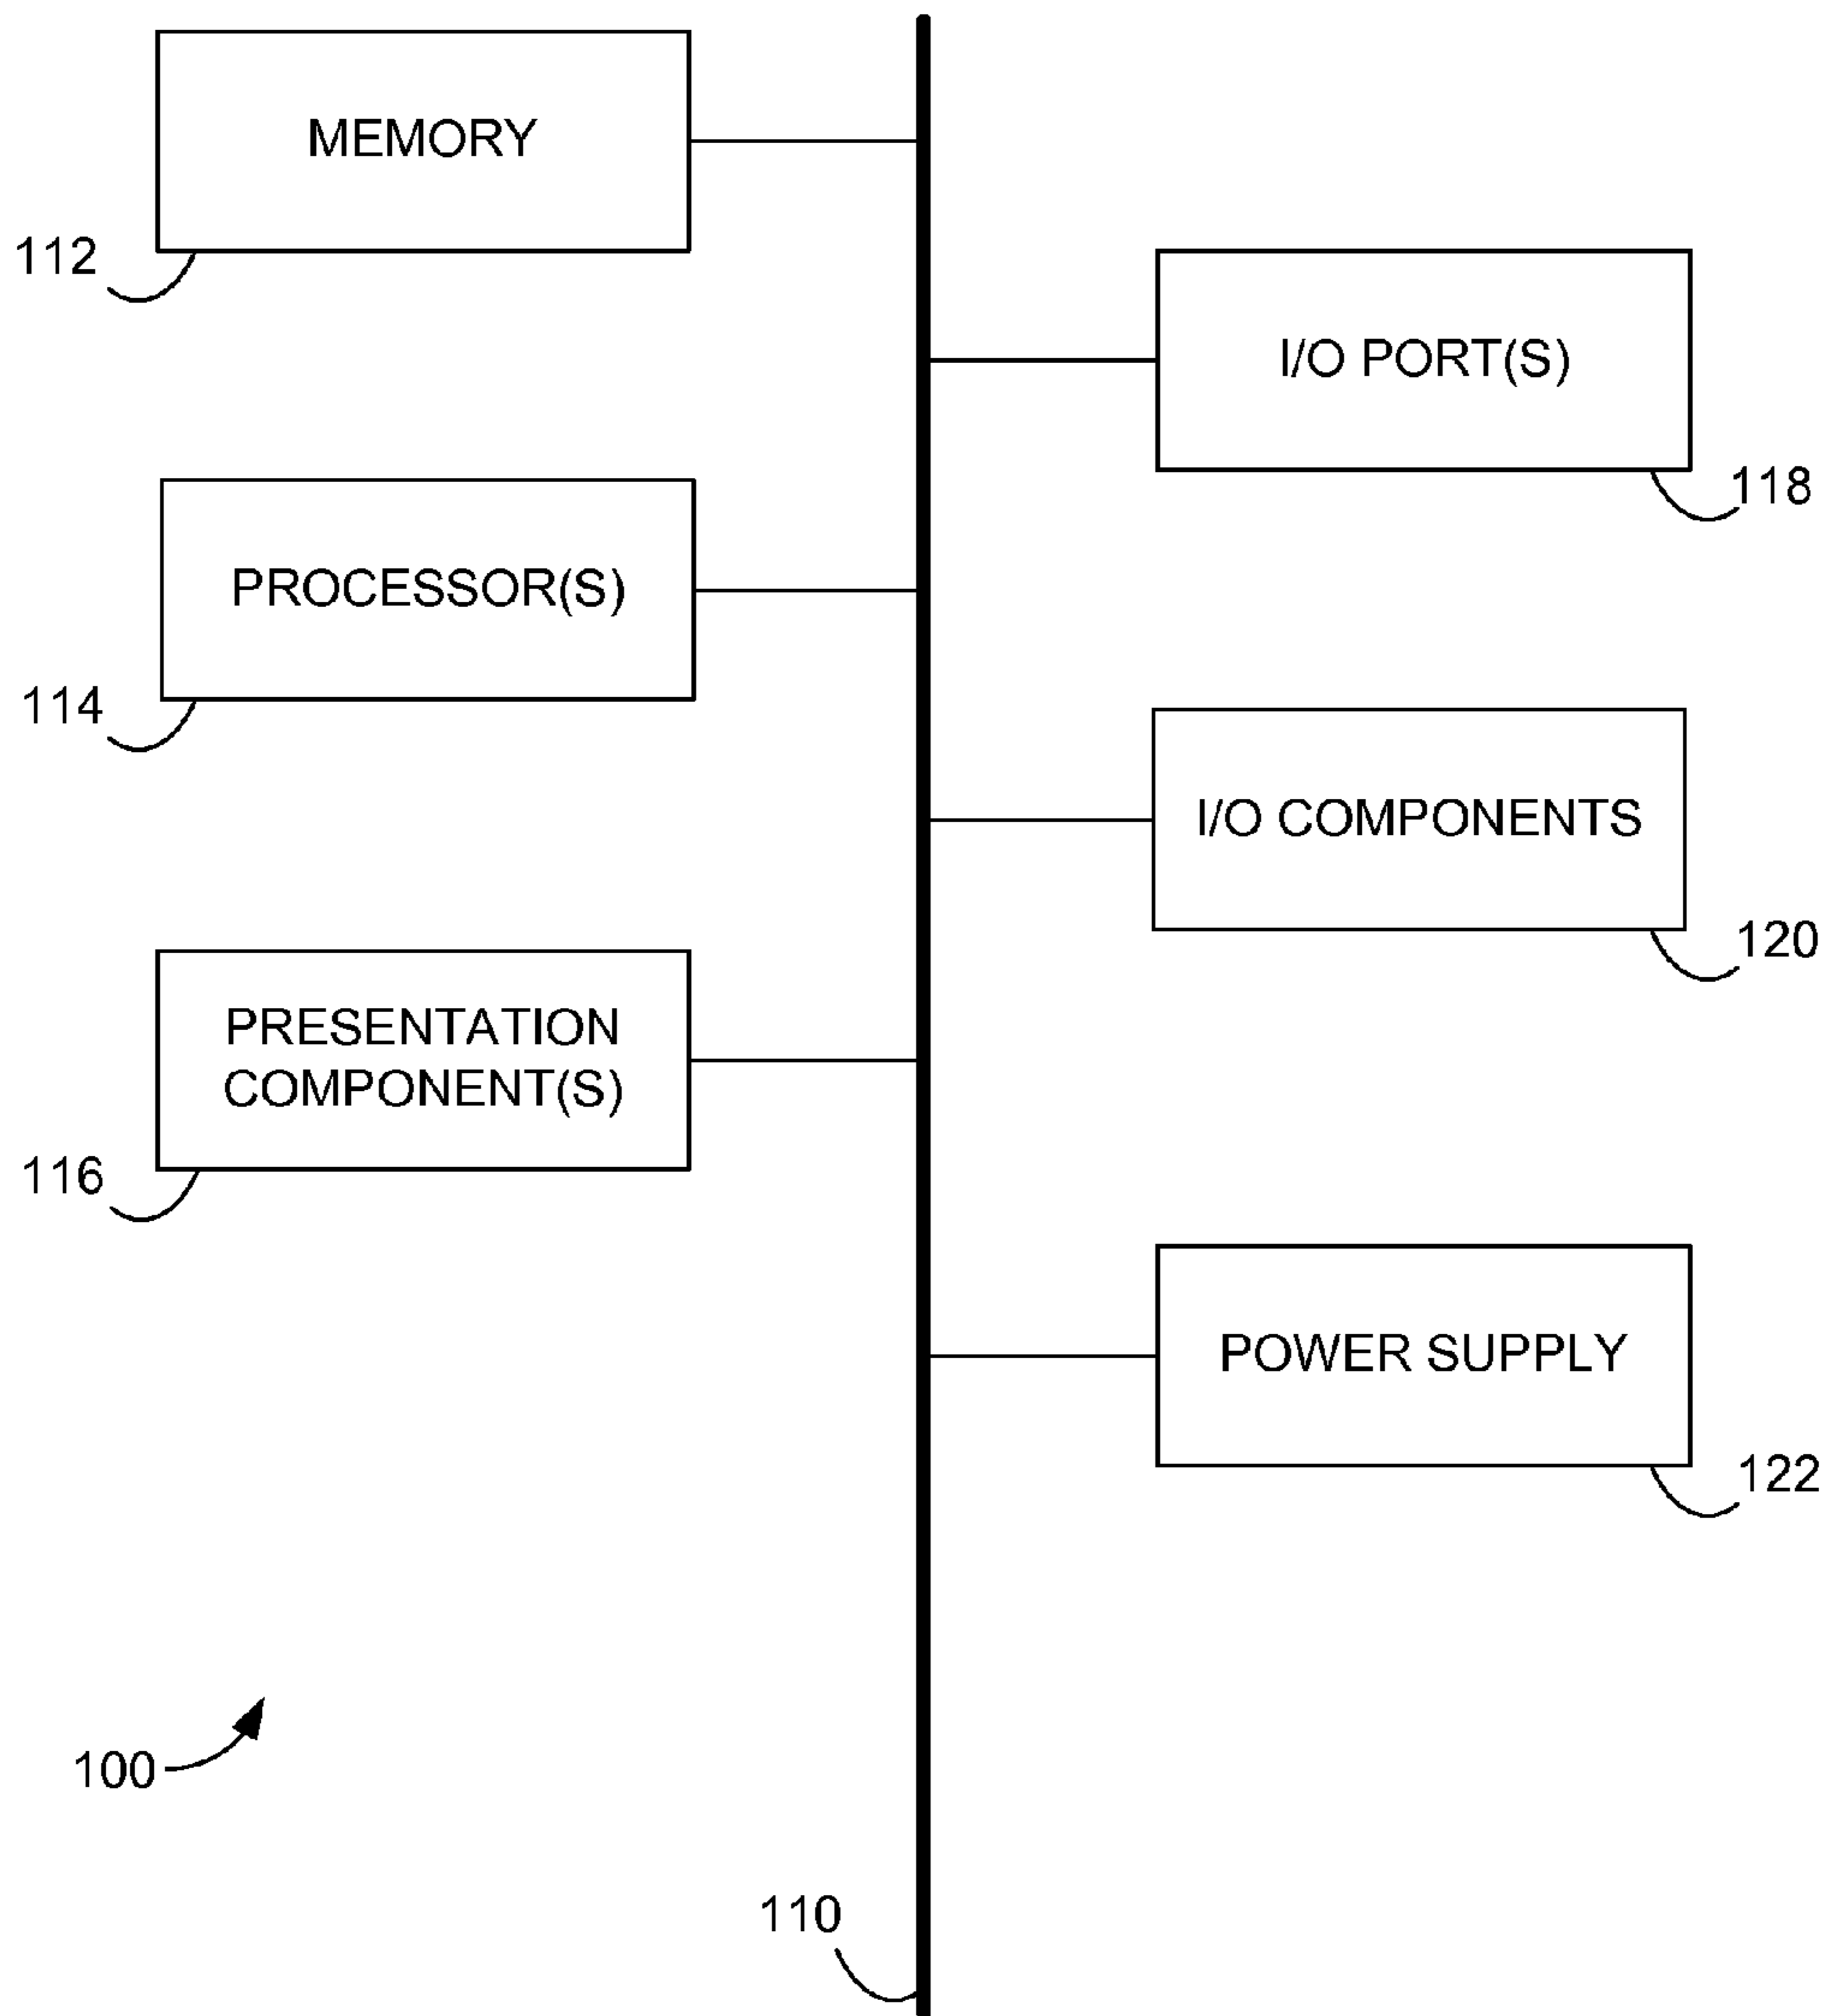 MEMORY
112
I/O PORT(S)
118
PROCESSOR(S)
114
I/O COMPONENTS
120
PRESENTATION
COMPONENT(S)
116
POWER SUPPLY
122
100
110